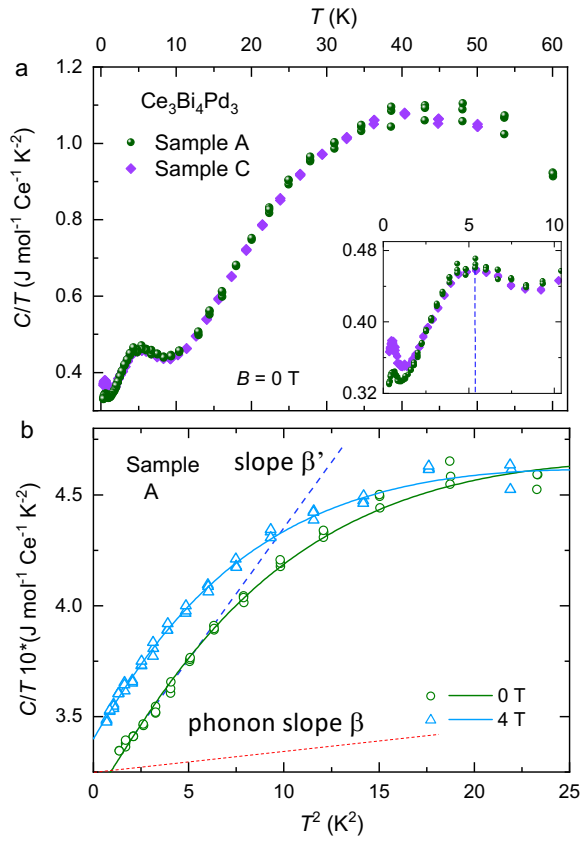 T (K)
0 10 20 30 40 50 60
a
Ce₃Bi₄Pd₃
Sample A
Sample C
C/T (J mol⁻¹ Ce⁻¹ K⁻²)
1.2
1.0
0.8
0.6
0.4
0 5 10
0.48
0.40
0.32
B = 0 T
b
Sample
A
slope β'
C/T 10*(J mol⁻¹ Ce⁻¹ K⁻²)
4.5
4.0
3.5
phonon slope β
0 T
4 T
0 5 10 15 20 25
T² (K²)